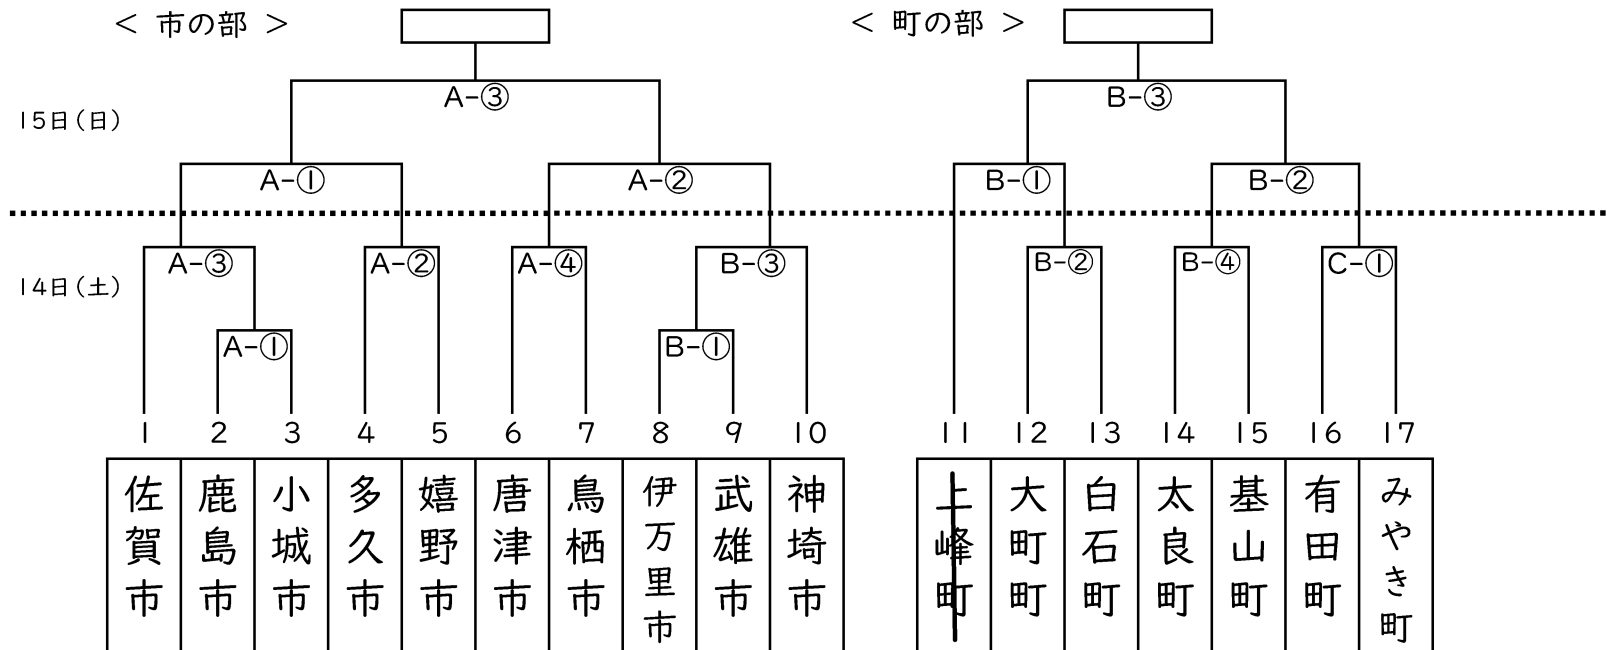 ＜ 市の部 ＞
＜ 町の部 ＞
A-③
B-③
15日(日)
A-①
A-②
B-①
B-②
14日(土)
A-③
A-②
A-④
B-③
B-②
B-④
C-①
A-①
B-①
1 2 3 4 5 6 7 8 9 10
11 12 13 14 15 16 17
佐賀市
鹿島市
小城市
多久市
嬉野市
唐津市
鳥栖市
伊万里市
武雄市
神埼市
上峰町
大町町
白石町
太良町
基山町
有田町
みやき町